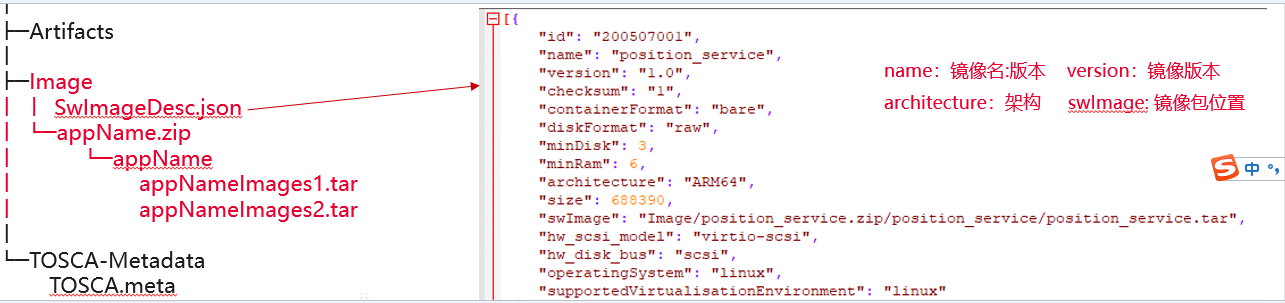 ├─Artifacts
├─Image
SwImageDesc.json
└─appName.zip
└─appName
appNameImages1.tar
appNameImages2.tar
└─TOSCA-Metadata
TOSCA.meta
[{
"id": "200507001",
"name": "position_service",
"version": "1.0",
"checksum": "1",
"containerFormat": "bare",
"diskFormat": "raw",
"minDisk": 3,
"minRam": 6,
"architecture": "ARM64",
"size": 688390,
"swImage": "Image/position_service.zip/position_service/position_service.tar",
"hw_scsi_model": "virtio-scsi",
"hw_disk_bus": "scsi",
"operatingSystem": "linux",
"supportedVirtualisationEnvironment": "linux"
name：镜像名:版本 version：镜像版本
architecture：架构 swImage: 镜像包位置
S 中 °,